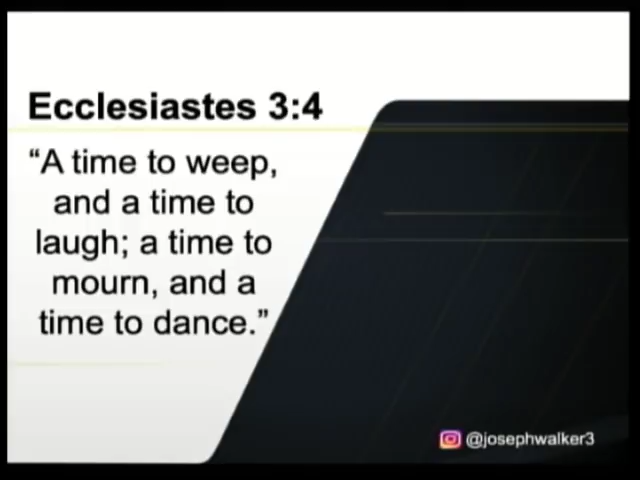 Ecclesiastes 3:4
“A time to weep,
and a time to
laugh; a time to
mourn, and a
time to dance.”
@josephwalker3